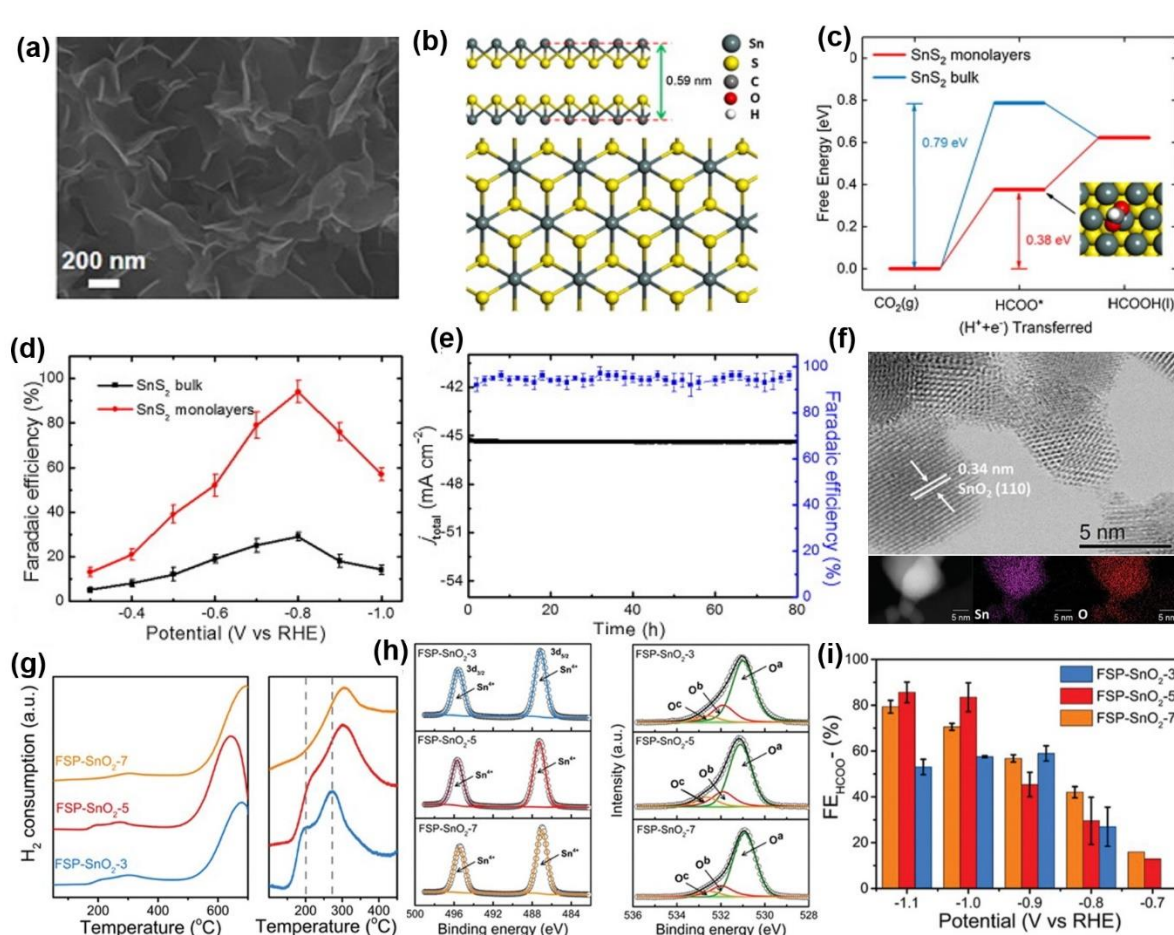 (a)
200 nm
(b)
0.59 nm
Sn
S
C
O
H
(c)
SnS2 monolayers
SnS2 bulk
Free Energy [eV]
0.8
0.6
0.4
0.2
0.0
0.79 eV
0.38 eV
CO2(g)
HCOO*
HCOOH(l)
(H⁺+e⁻) Transferred
(d)
SnS2 bulk
SnS2 monolayers
Faradaic efficiency (%)
100
80
60
40
20
0
-0.4
-0.6
-0.8
-1.0
Potential (V vs RHE)
(e)
jtotal (mA cm⁻²)
-42
-45
-48
-51
-54
0
20
40
60
80
Time (h)
100
80
60
40
20
0
Faradaic efficiency (%)
(f)
0.34 nm
SnO2 (110)
5 nm
5 nm
Sn
5 nm
O
5 nm
(g)
H2 consumption (a.u.)
FSP-SnO2-7
FSP-SnO2-5
FSP-SnO2-3
200
400
600
Temperature (°C)
100
200
300
400
Temperature (°C)
(h)
FSP-SnO2-3
3d3/2
3d5/2
Sn⁴⁺
Sn⁴⁺
FSP-SnO2-5
Sn⁴⁺
Sn⁴⁺
FSP-SnO2-7
Sn⁴⁺
Sn⁴⁺
500
496
492
488
484
Binding energy (eV)
Intensity (a.u.)
FSP-SnO2-3
Oᵃ
Oᵇ
Oᶜ
FSP-SnO2-5
Oᵃ
Oᵇ
Oᶜ
FSP-SnO2-7
Oᵃ
Oᵇ
Oᶜ
536
534
532
530
528
Binding energy (eV)
(i)
FSP-SnO2-3
FSP-SnO2-5
FSP-SnO2-7
FEHCOO- (%)
100
80
60
40
20
0
-1.1
-1.0
-0.9
-0.8
-0.7
Potential (V vs RHE)